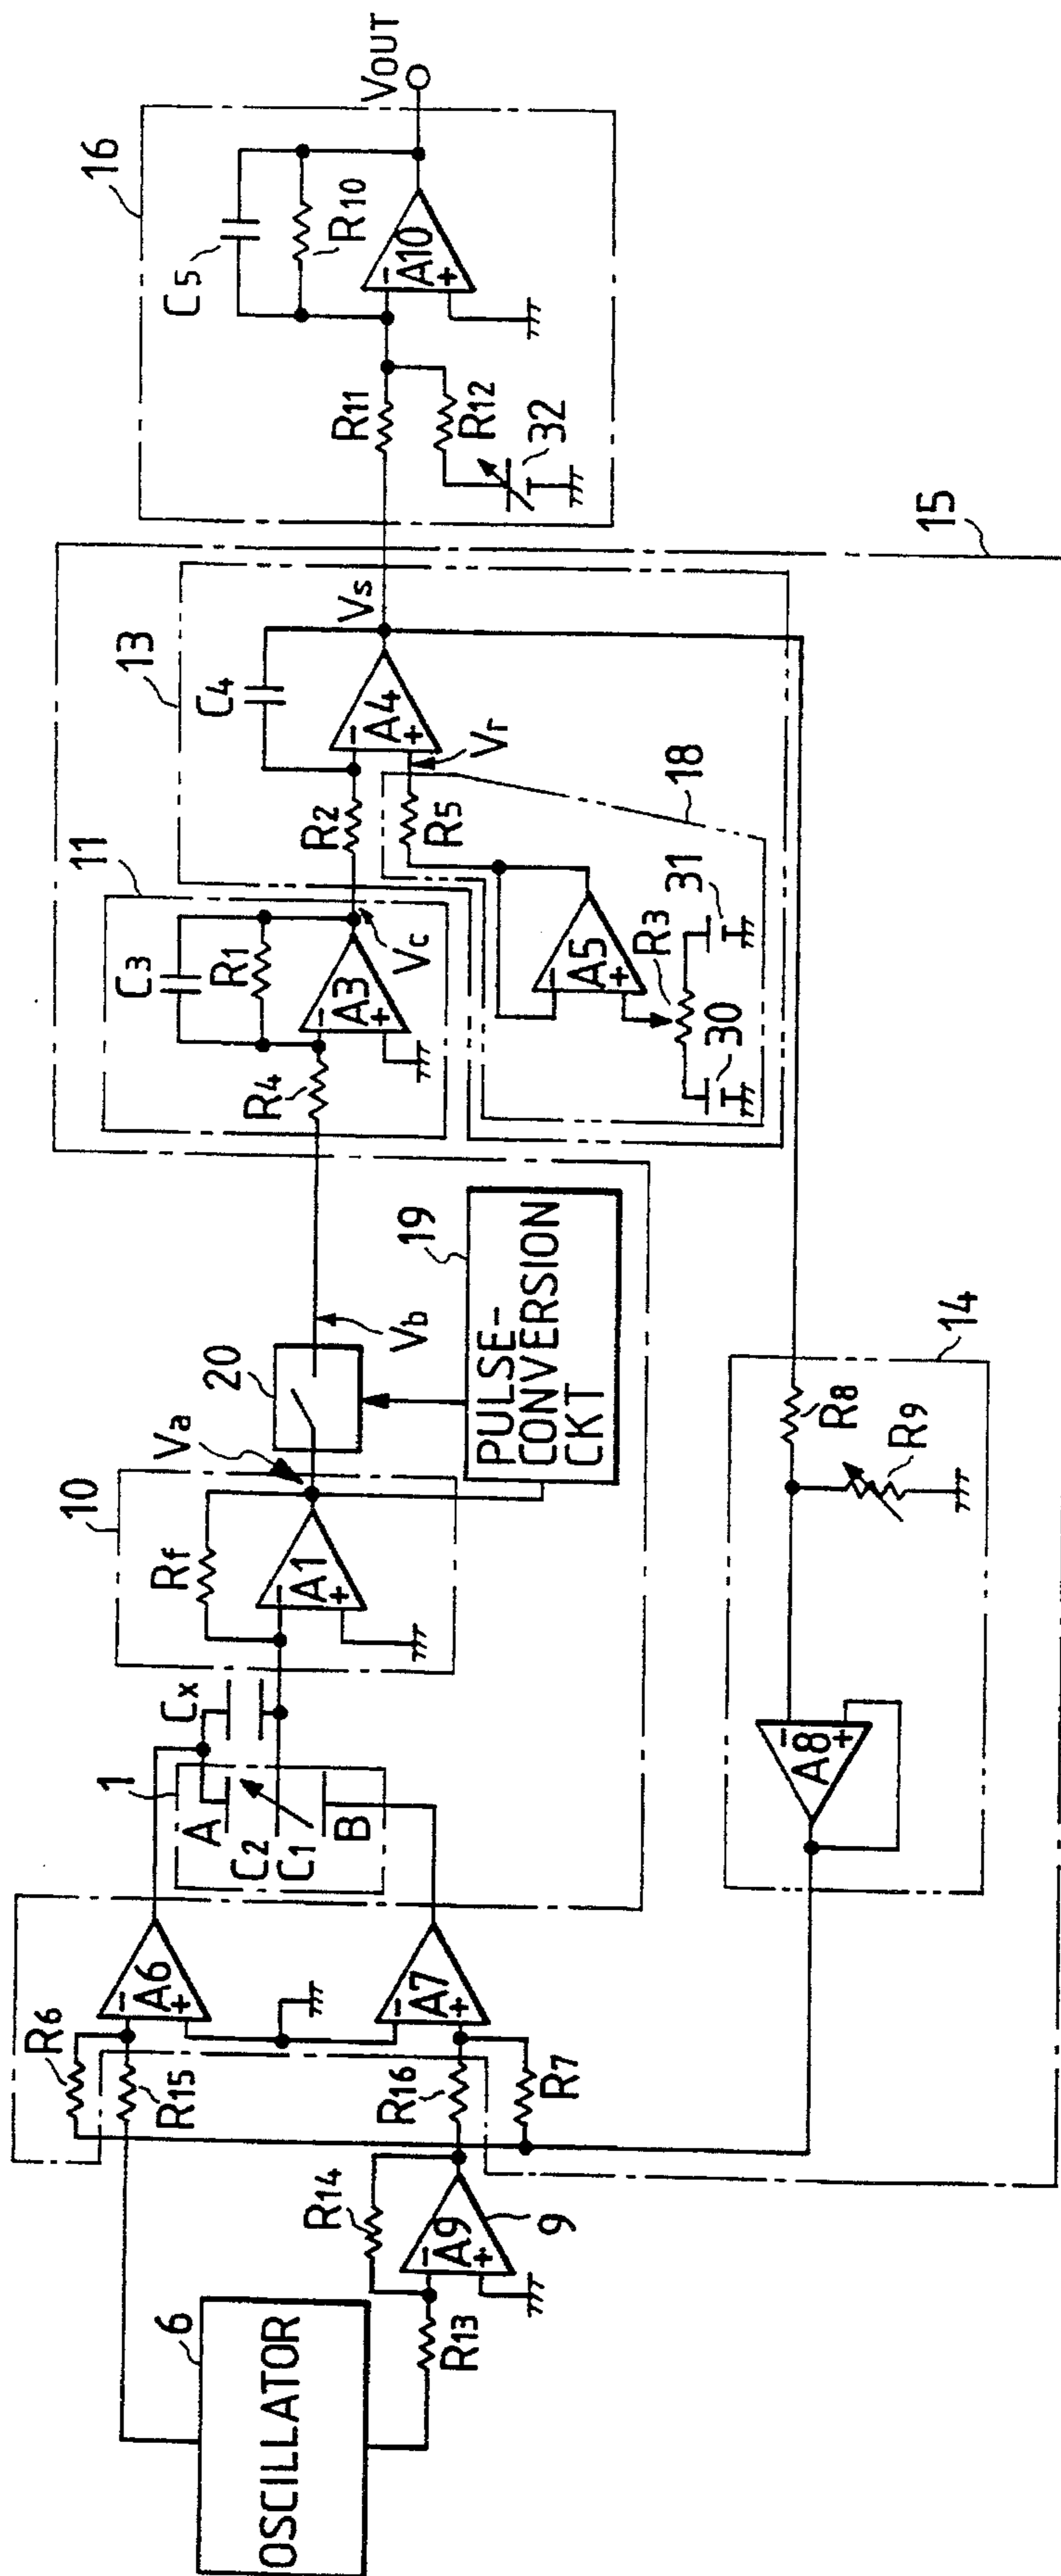 6
OSCILLATOR
R13
R14
A9
9
R6
R15
A6
R16
A7
R7
1
A
C2
C1
B
Cx
10
Rf
A1
Va
20
Vb
19
PULSE-
CONVERSION
CKT
11
C3
R4
R1
A3
Vc
13
R2
C4
A4
Vs
Vr
R5
18
A5
R3
30
31
16
C5
R10
R11
R12
A10
32
VOUT
15
14
A8
R8
R9
- + - + - + - + - + - + - + - + - +